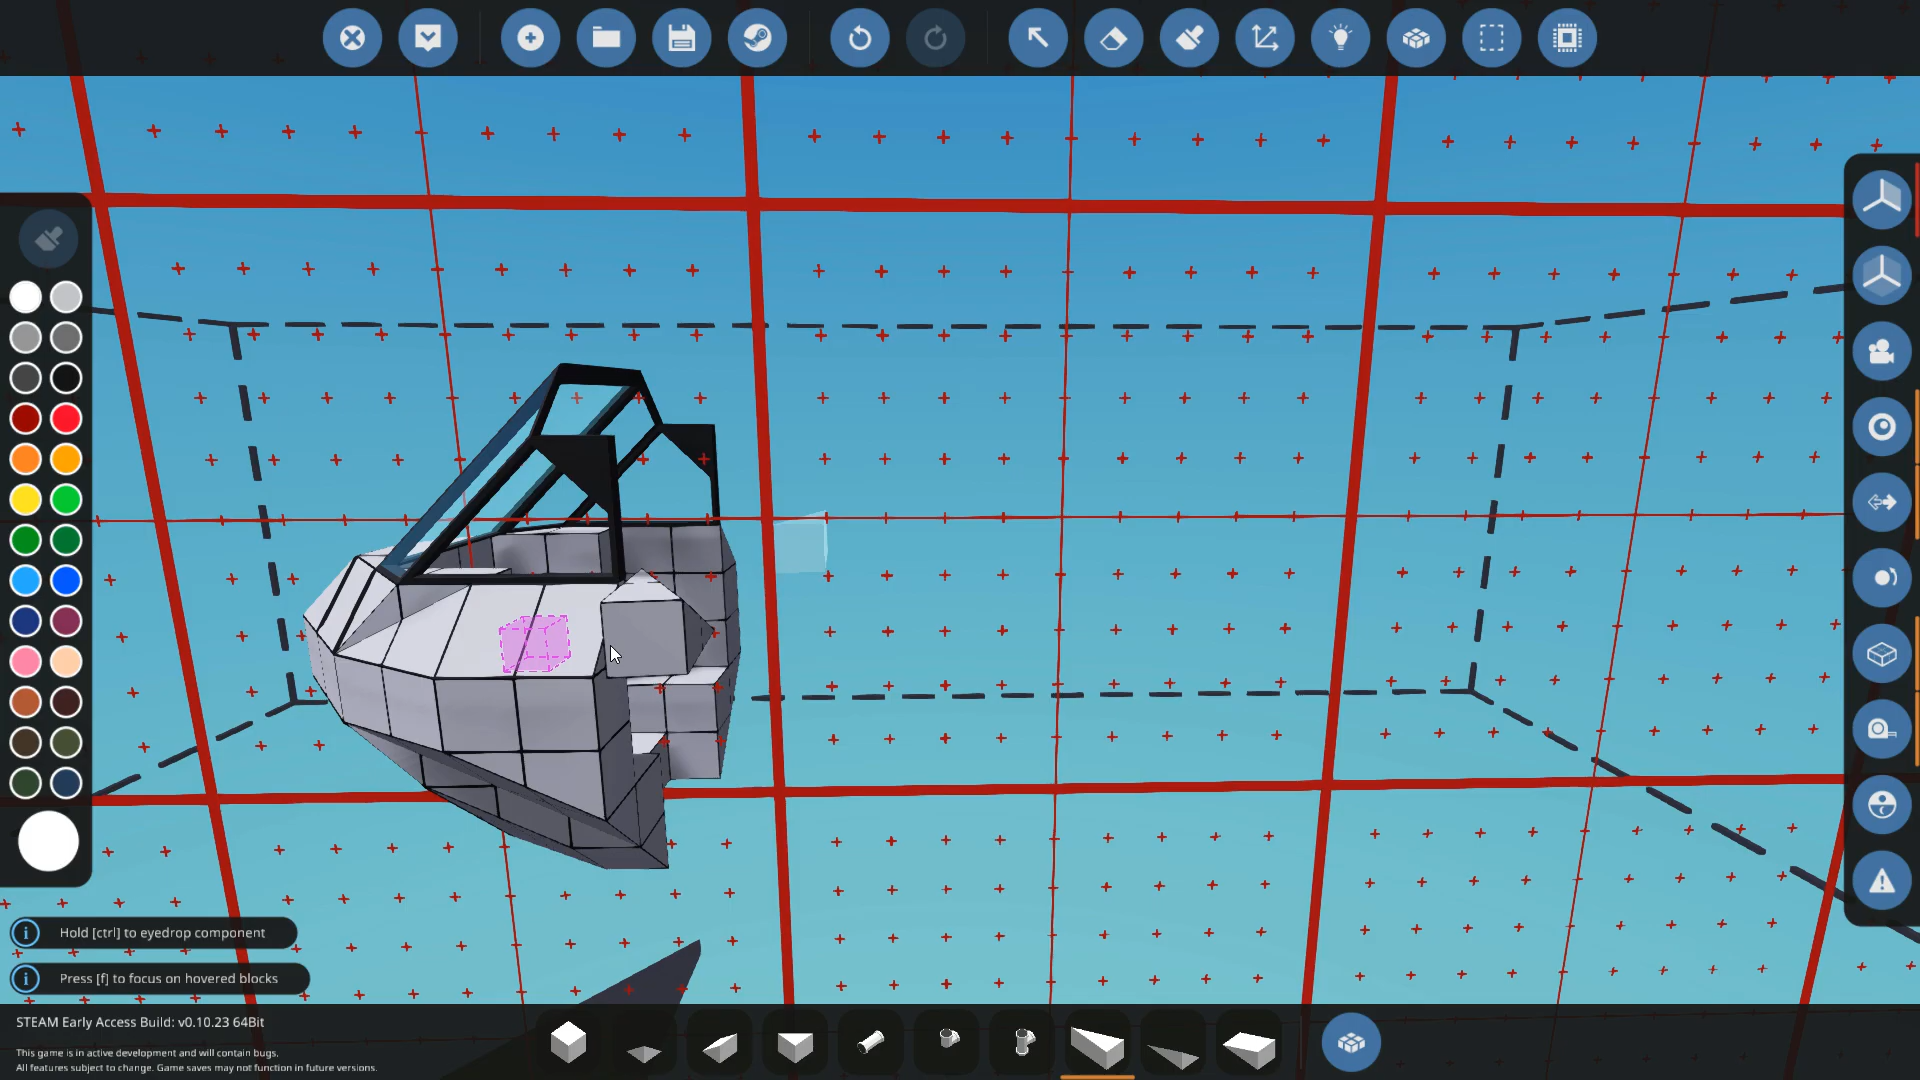 Hold [ctrl] to eyedrop component
Press [f] to focus on hovered blocks
STEAM Early Access Build: v0.10.23 64Bit
This game is in active development and will contain bugs.
All features subject to change. Game saves may not function in future versions.